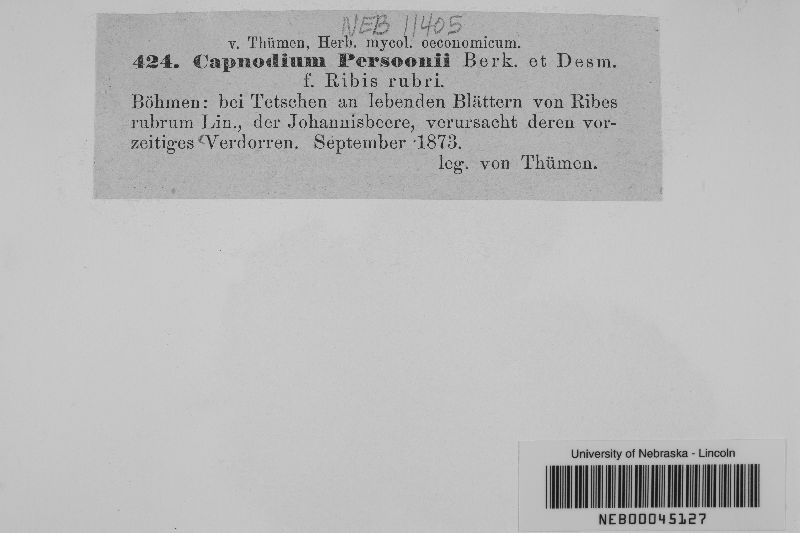 NEB 11405
v. Thümen, Herb. mycol. oeconomicum.
424. Capnodium Persoonii Berk. et Desm.
f. Ribis rubri.
Böhmen: bei Tetschen an lebenden Blättern von Ribes
rubrum Lin., der Johannisbeere, verursacht deren vor-
zeitiges Verdorren. September 1873.
leg. von Thümen.
University of Nebraska - Lincoln
NEB00045127